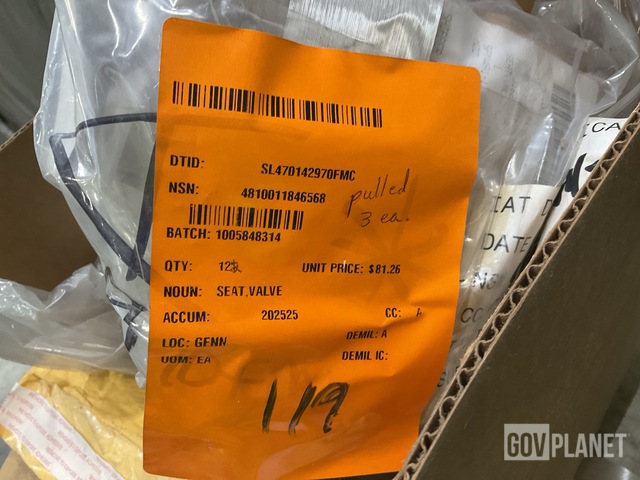 DTID: SL470142970FMC
NSN: 4810011846568
pulled
3 ea.
BATCH: 1005848314
QTY: UNIT PRICE: $81.26
NOUN: SEAT,VALVE
ACCUM: 202525 CC: A
LOC: GENN DEMIL: A
UOM: EA DEMIL IC:
119
DATE
GOVPLANET